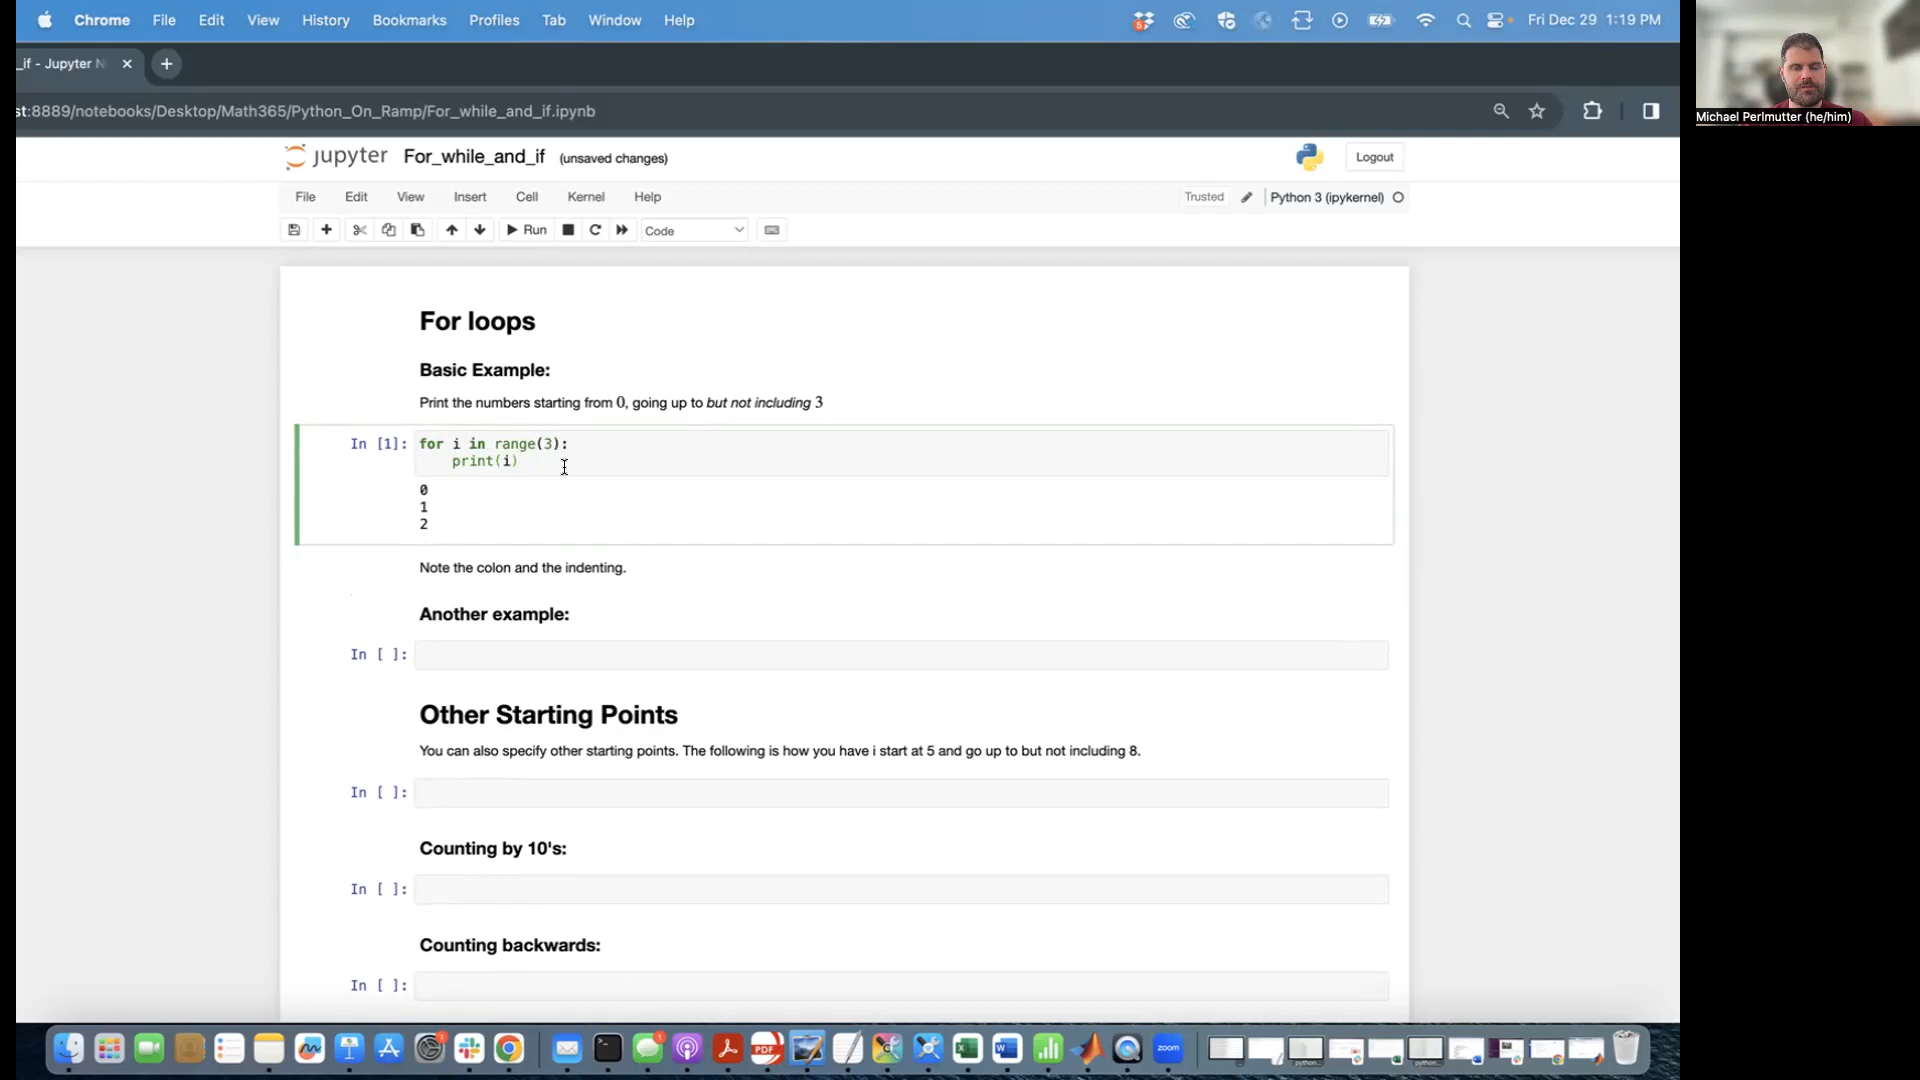 Chrome File Edit View History Bookmarks Profiles Tab Window Help Fri Dec 29 1:19 PM
_if - Jupyter N
st:8889/notebooks/Desktop/Math365/Python_On_Ramp/For_while_and_if.ipynb
Michael Perlmutter (he/him)
jupyter For_while_and_if (unsaved changes) Logout
File Edit View Insert Cell Kernel Help Trusted Python 3 (ipykernel)
Run Code
For loops
Basic Example:
Print the numbers starting from 0, going up to but not including 3
In [1]: for i in range(3):
print(i)
0
1
2
Note the colon and the indenting.
Another example:
In [ ]:
Other Starting Points
You can also specify other starting points. The following is how you have i start at 5 and go up to but not including 8.
In [ ]:
Counting by 10's:
In [ ]:
Counting backwards:
In [ ]:
PDF zoom